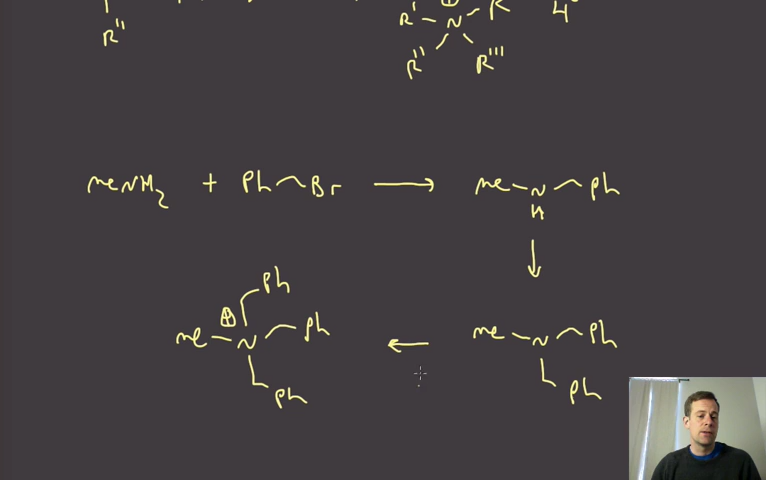 R'' R' N ⊕ R 4°
R'' R'''
MeNH₂ + Ph Br → Me N Ph
H
↓
Ph
Me N ⊕ Ph ← Me N Ph
Ph Ph